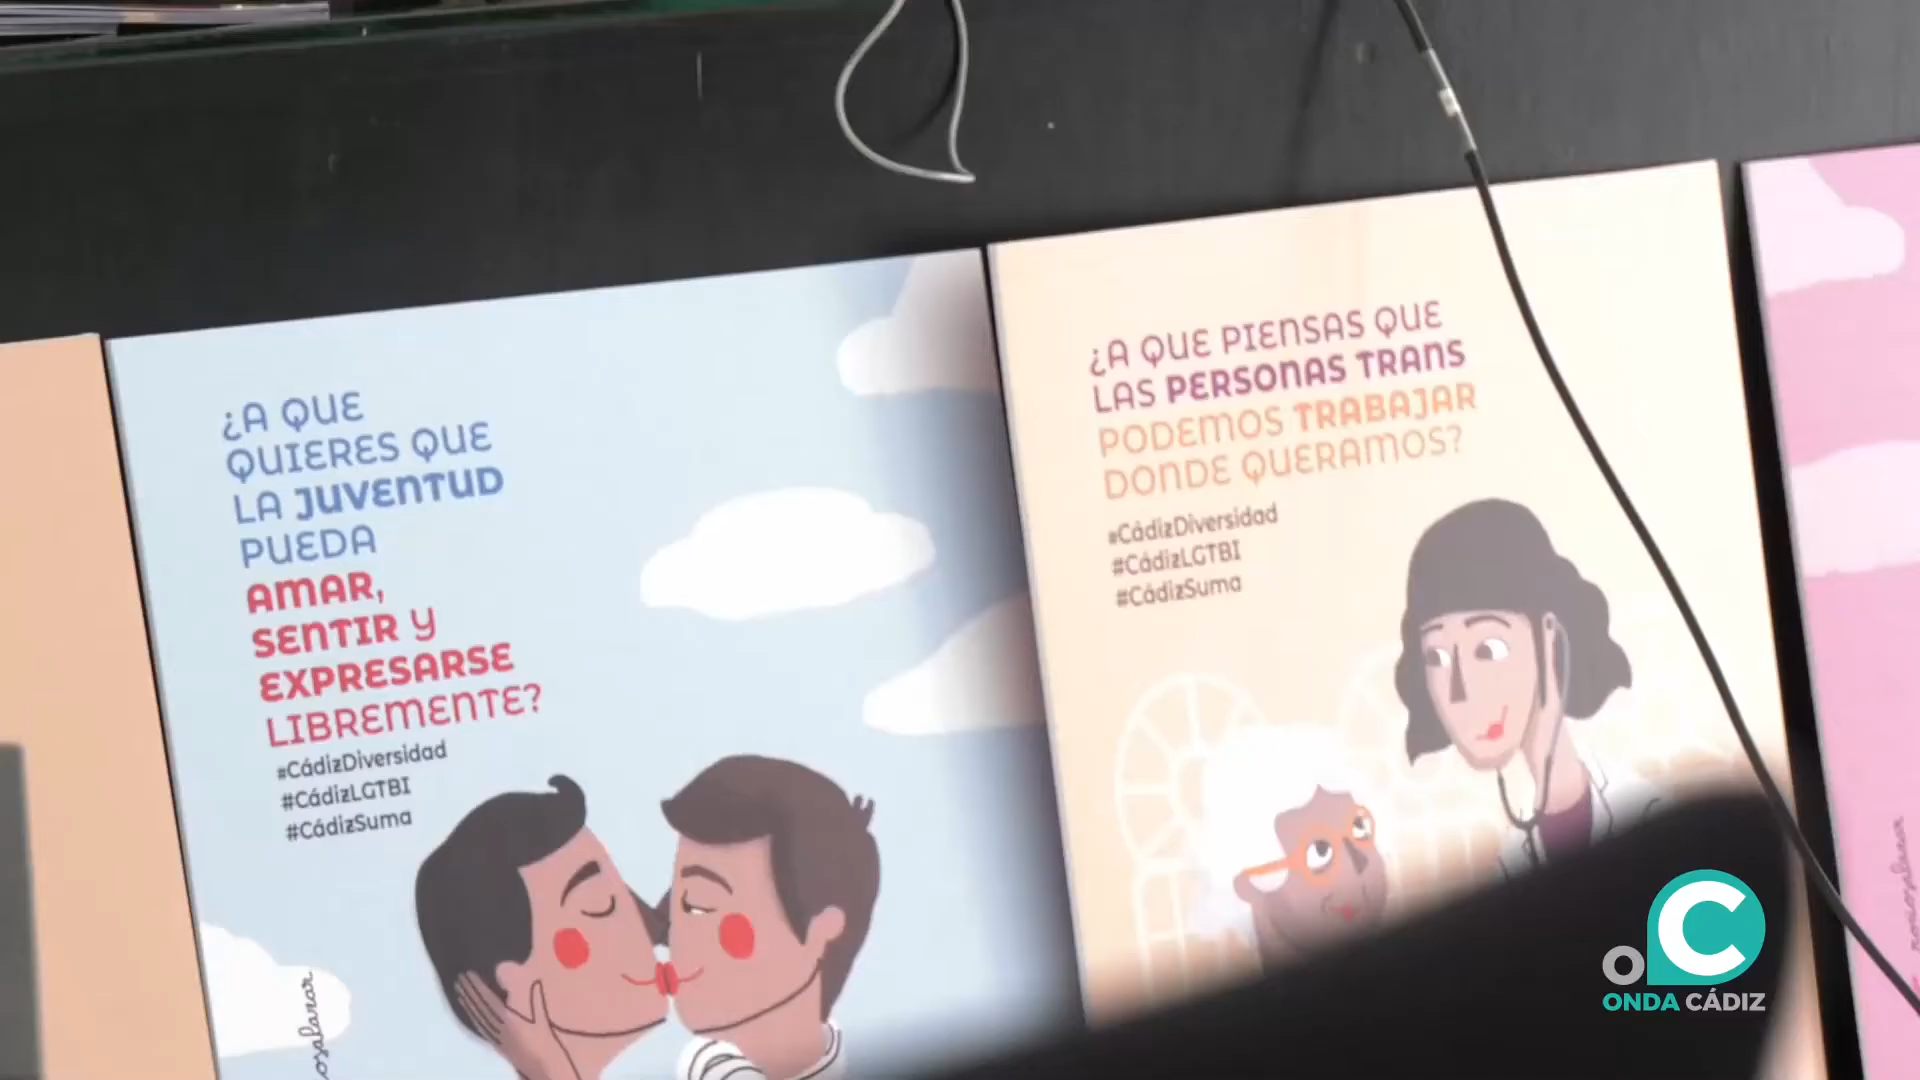 ¿A QUE
QUIERES QUE
LA JUVENTUD
PUEDA
AMAR,
SENTIR Y
EXPRESARSE
LIBREMENTE?
#CádizDiversidad
#CádizLGTBI
#CádizSuma
¿A QUE PIENSAS QUE
LAS PERSONAS TRANS
PODEMOS TRABAJAR
DONDE QUERAMOS?
#CádizDiversidad
#CádizLGTBI
#CádizSuma
OC
ONDA CÁDIZ